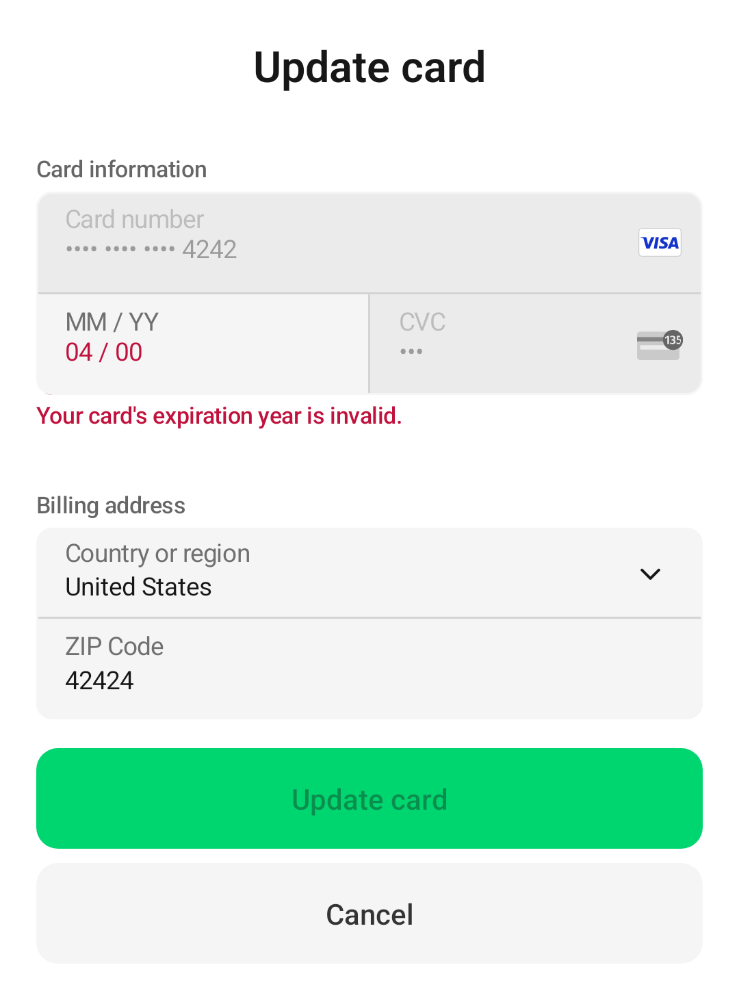 Update card
Card information
Card number
•••• •••• •••• 4242
VISA
MM / YY
04 / 00
CVC
•••
135
Your card's expiration year is invalid.
Billing address
Country or region
United States
ZIP Code
42424
Update card
Cancel